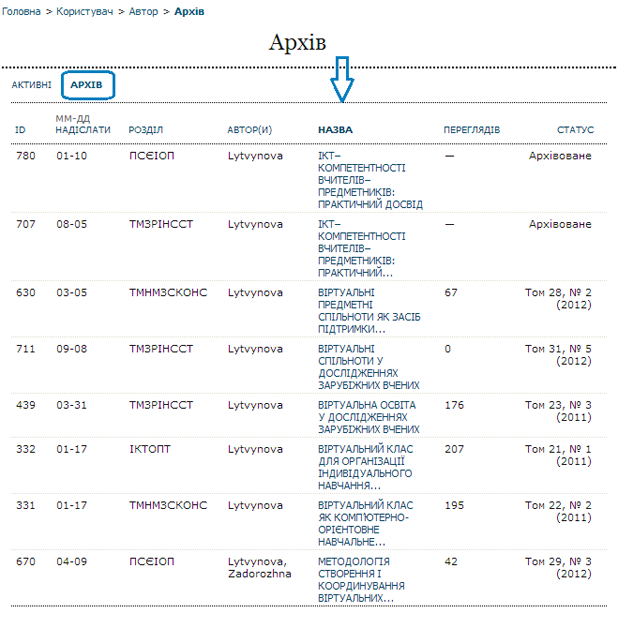 Головна > Користувач > Автор > Архів
Архів
АКТИВНІ АРХІВ
ID ММ-ДД НАДІСЛАТИ РОЗДІЛ АВТОР(И) НАЗВА ПЕРЕГЛЯДІВ СТАТУС
780 01-10 ПСЄІОП Lytvynova ІКТ– — Архівоване
КОМПЕТЕНТНОСТІ
ВЧИТЕЛІВ–
ПРЕДМЕТНИКІВ:
ПРАКТИЧНИЙ ДОСВІД
707 08-05 ТМЗРІНССТ Lytvynova ІКТ– — Архівоване
КОМПЕТЕНТНОСТІ
ВЧИТЕЛІВ–
ПРЕДМЕТНИКІВ:
ПРАКТИЧНИЙ...
630 03-05 ТМНМЗСКОНС Lytvynova ВІРТУАЛЬНІ 67 Том 28, № 2
ПРЕДМЕТНІ (2012)
СПІЛЬНОТИ ЯК ЗАСІБ
ПІДТРИМКИ...
711 09-08 ТМЗРІНССТ Lytvynova ВІРТУАЛЬНІ 0 Том 31, № 5
СПІЛЬНОТИ У (2012)
ДОСЛІДЖЕННЯХ
ЗАРУБІЖНИХ ВЧЕНИХ
439 03-31 ТМЗРІНССТ Lytvynova ВІРТУАЛЬНА ОСВІТА 176 Том 23, № 3
У ДОСЛІДЖЕННЯХ (2011)
ЗАРУБІЖНИХ ВЧЕНИХ
332 01-17 ІКТОПТ Lytvynova ВІРТУАЛЬНИЙ КЛАС 207 Том 21, № 1
ДЛЯ ОРГАНІЗАЦІЇ (2011)
ІНДИВІДУАЛЬНОГО
НАВЧАННЯ...
331 01-17 ТМНМЗСКОНС Lytvynova ВІРТУАЛЬНИЙ КЛАС 195 Том 22, № 2
ЯК КОМП'ЮТЕРНО- (2011)
ОРІЄНТОВНЕ
НАВЧАЛЬНЕ...
670 04-09 ПСЄІОП Lytvynova, МЕТОДОЛОГІЯ 42 Том 29, № 3
Zadorozhna СТВОРЕННЯ І (2012)
КООРДИНУВАННЯ
ВІРТУАЛЬНИХ...